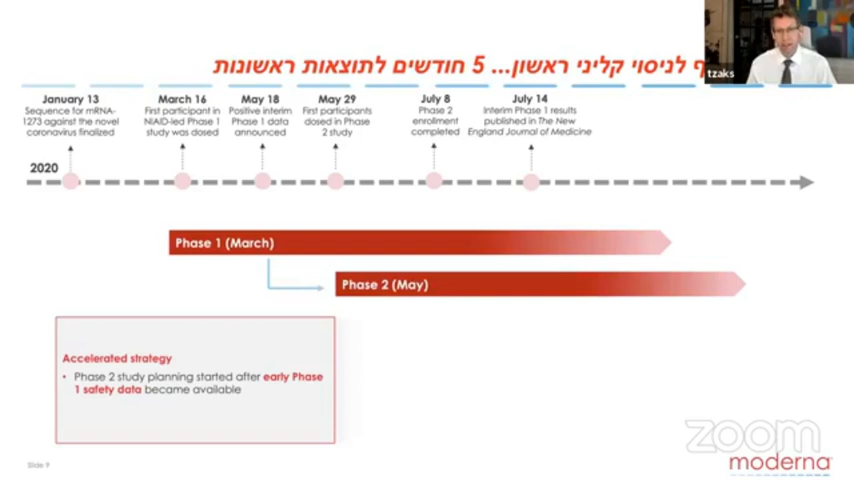 ף לניסוי קליני ראשון... 5 חודשים לתוצאות ראשונות
tzaks
January 13
Sequence for mRNA-
1273 against the novel
coronavirus finalized
March 16
First participant in
NIAID-led Phase 1
study was dosed
May 18
Positive interim
Phase 1 data
announced
May 29
First participants
dosed in Phase
2 study
July 8
Phase 2
enrollment
completed
July 14
Interim Phase 1 results
published in The New
England Journal of Medicine
2020
Phase 1 (March)
Phase 2 (May)
Accelerated strategy
• Phase 2 study planning started after early Phase
1 safety data became available
zoom
moderna
Slide 9